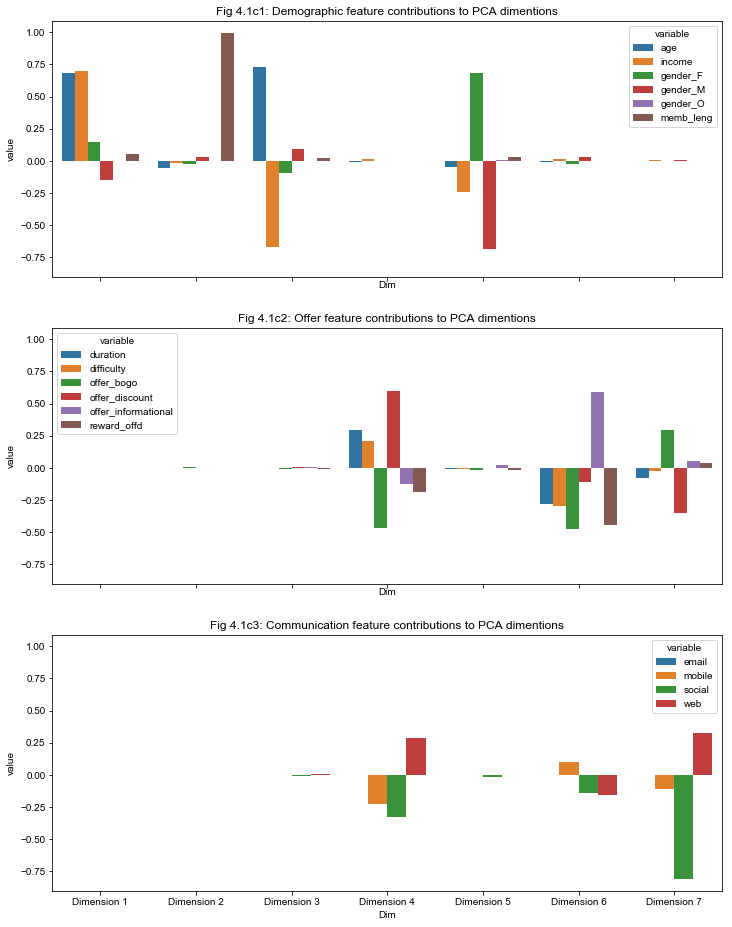 Fig 4.1c1: Demographic feature contributions to PCA dimentions
1.00
0.75
0.50
0.25
0.00
−0.25
−0.50
−0.75
value
Dim
variable
age
income
gender_F
gender_M
gender_O
memb_leng
Fig 4.1c2: Offer feature contributions to PCA dimentions
1.00
0.75
0.50
0.25
0.00
−0.25
−0.50
−0.75
value
Dim
variable
duration
difficulty
offer_bogo
offer_discount
offer_informational
reward_offd
Fig 4.1c3: Communication feature contributions to PCA dimentions
1.00
0.75
0.50
0.25
0.00
−0.25
−0.50
−0.75
value
variable
email
mobile
social
web
Dimension 1 Dimension 2 Dimension 3 Dimension 4 Dimension 5 Dimension 6 Dimension 7
Dim